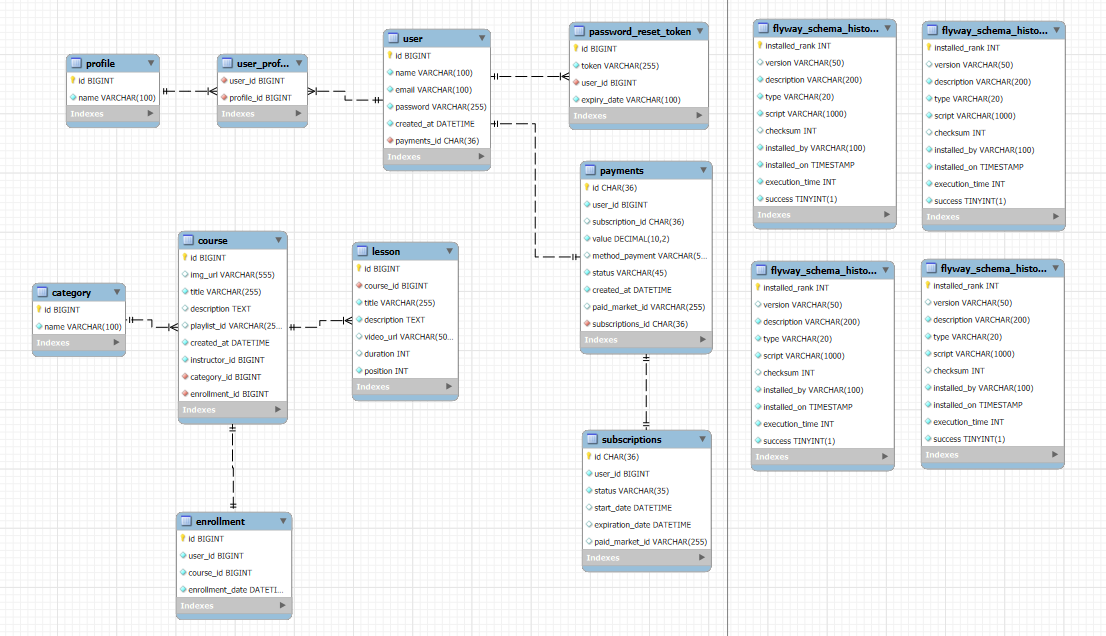 profile
id BIGINT
name VARCHAR(100)
Indexes
user_prof...
user_id BIGINT
profile_id BIGINT
Indexes
user
id BIGINT
name VARCHAR(100)
email VARCHAR(100)
password VARCHAR(255)
created_at DATETIME
payments_id CHAR(36)
Indexes
password_reset_token
id BIGINT
token VARCHAR(255)
user_id BIGINT
expiry_date VARCHAR(100)
Indexes
payments
id CHAR(36)
user_id BIGINT
subscription_id CHAR(36)
value DECIMAL(10,2)
method_payment VARCHAR(5...
status VARCHAR(45)
created_at DATETIME
paid_market_id VARCHAR(255)
subscriptions_id CHAR(36)
Indexes
category
id BIGINT
name VARCHAR(100)
Indexes
course
id BIGINT
img_url VARCHAR(555)
title VARCHAR(255)
description TEXT
playlist_id VARCHAR(25...
created_at DATETIME
instructor_id BIGINT
category_id BIGINT
enrollment_id BIGINT
Indexes
lesson
id BIGINT
course_id BIGINT
title VARCHAR(255)
description TEXT
video_url VARCHAR(50...
duration INT
position INT
Indexes
enrollment
id BIGINT
user_id BIGINT
course_id BIGINT
enrollment_date DATETI...
Indexes
subscriptions
id CHAR(36)
user_id BIGINT
status VARCHAR(35)
start_date DATETIME
expiration_date DATETIME
paid_market_id VARCHAR(255)
Indexes
flyway_schema_histo...
installed_rank INT
version VARCHAR(50)
description VARCHAR(200)
type VARCHAR(20)
script VARCHAR(1000)
checksum INT
installed_by VARCHAR(100)
installed_on TIMESTAMP
execution_time INT
success TINYINT(1)
Indexes
flyway_schema_histo...
installed_rank INT
version VARCHAR(50)
description VARCHAR(200)
type VARCHAR(20)
script VARCHAR(1000)
checksum INT
installed_by VARCHAR(100)
installed_on TIMESTAMP
execution_time INT
success TINYINT(1)
Indexes
flyway_schema_histo...
installed_rank INT
version VARCHAR(50)
description VARCHAR(200)
type VARCHAR(20)
script VARCHAR(1000)
checksum INT
installed_by VARCHAR(100)
installed_on TIMESTAMP
execution_time INT
success TINYINT(1)
Indexes
flyway_schema_histo...
installed_rank INT
version VARCHAR(50)
description VARCHAR(200)
type VARCHAR(20)
script VARCHAR(1000)
checksum INT
installed_by VARCHAR(100)
installed_on TIMESTAMP
execution_time INT
success TINYINT(1)
Indexes